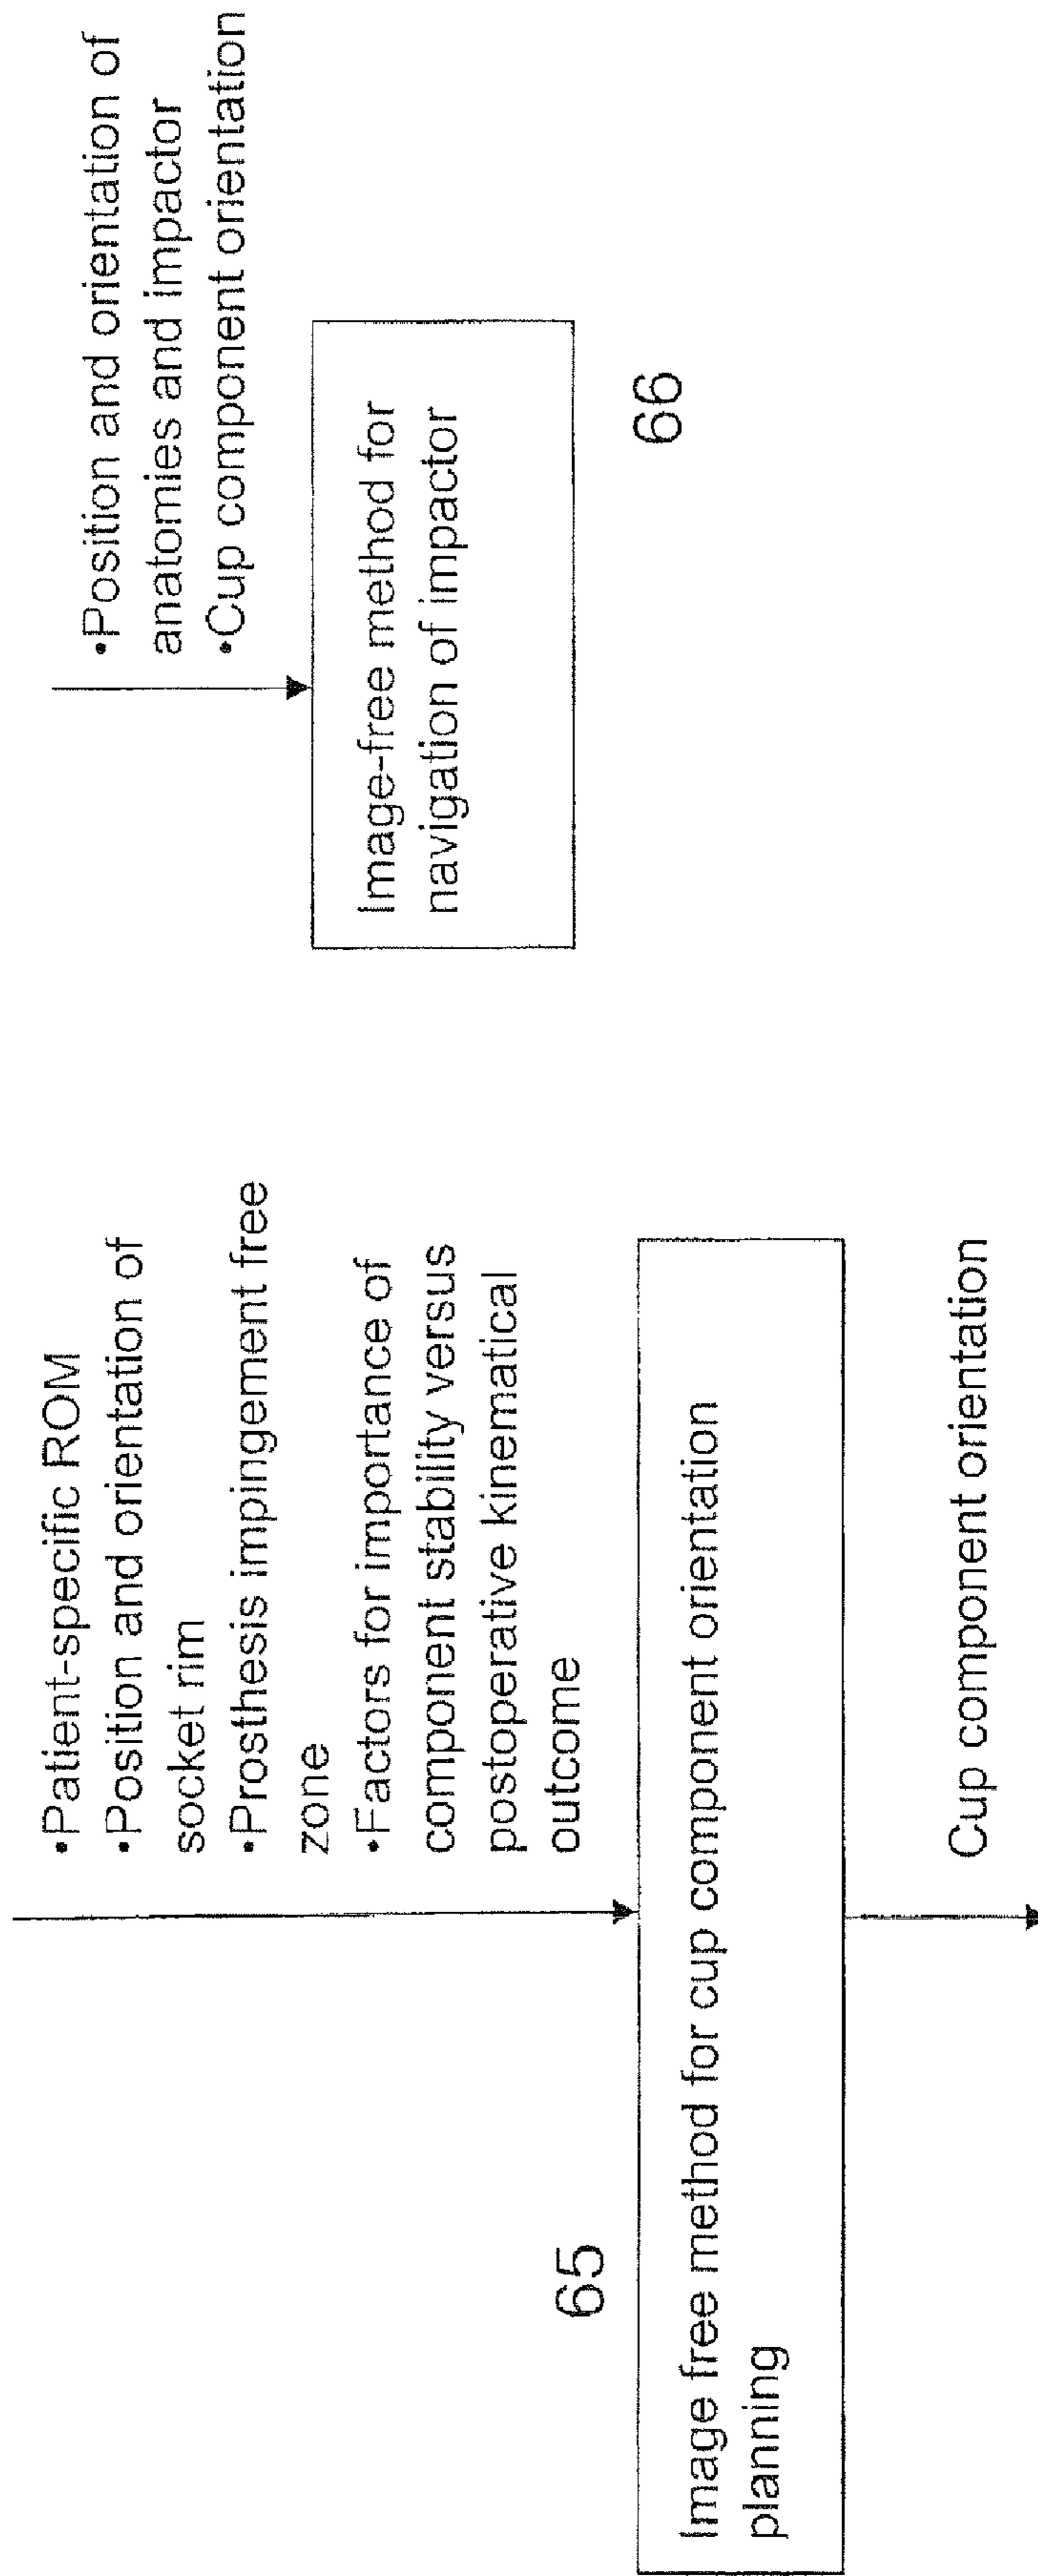 •Patient-specific ROM
•Position and orientation of
socket rim
•Prosthesis impingement free
zone
•Factors for importance of
component stability versus
postoperative kinematical
outcome
65
Image free method for cup component orientation
planning
Cup component orientation
•Position and orientation of
anatomies and impactor
•Cup component orientation
Image-free method for
navigation of impactor
66